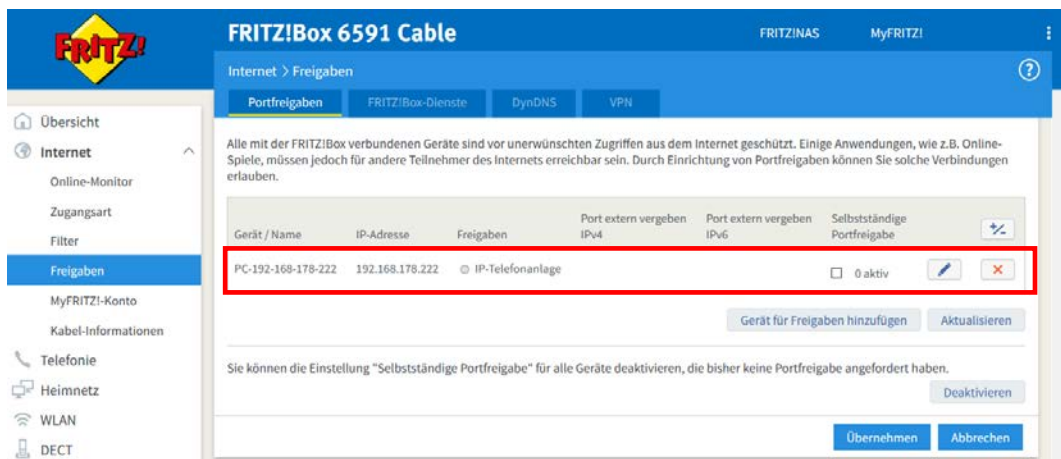 FRITZ!
FRITZ!Box 6591 Cable
FRITZ!NAS
MyFRITZ!
Internet > Freigaben
?
Portfreigaben
FRITZ!Box-Dienste
DynDNS
VPN
Übersicht
Internet
Online-Monitor
Zugangsart
Filter
Freigaben
MyFRITZ!-Konto
Kabel-Informationen
Telefonie
Heimnetz
WLAN
DECT
Alle mit der FRITZ!Box verbundenen Geräte sind vor unerwünschten Zugriffen aus dem Internet geschützt. Einige Anwendungen, wie z.B. Online-
Spiele, müssen jedoch für andere Teilnehmer des Internets erreichbar sein. Durch Einrichtung von Portfreigaben können Sie solche Verbindungen
erlauben.
Gerät / Name
IP-Adresse
Freigaben
Port extern vergeben
IPv4
Port extern vergeben
IPv6
Selbstständige
Portfreigabe
PC-192-168-178-222
192.168.178.222
IP-Telefonanlage
0 aktiv
Gerät für Freigaben hinzufügen
Aktualisieren
Sie können die Einstellung "Selbstständige Portfreigabe" für alle Geräte deaktivieren, die bisher keine Portfreigabe angefordert haben.
Deaktivieren
Übernehmen
Abbrechen